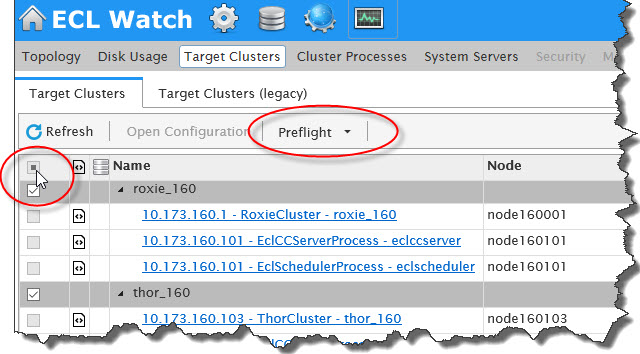 ECL Watch
Topology Disk Usage Target Clusters Cluster Processes System Servers Security
Target Clusters Target Clusters (legacy)
Refresh Open Configuration Preflight
Name Node
roxie_160
10.173.160.1 - RoxieCluster - roxie_160 node160001
10.173.160.101 - EclCCServerProcess - eclccserver node160101
10.173.160.101 - EclSchedulerProcess - eclscheduler node160101
thor_160
10.173.160.103 - ThorCluster - thor_160 node160103